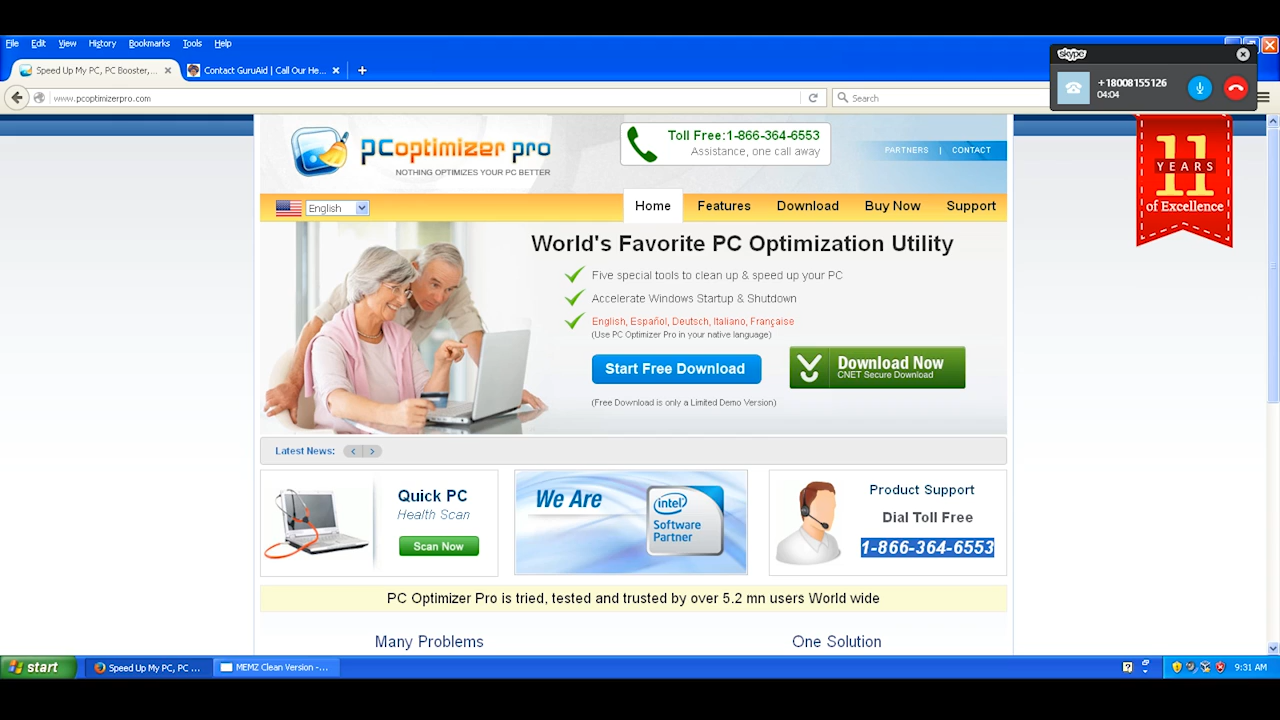 File Edit View History Bookmarks Tools Help
skype
Speed Up My PC, PC Booster,...
Contact GuruAid | Call Our He...
+18008155126
04:04
www.pcoptimizerpro.com
Search
PCoptimizer pro
NOTHING OPTIMIZES YOUR PC BETTER
Toll Free:1-866-364-6553
Assistance, one call away
PARTNERS | CONTACT
11
YEARS
of Excellence
English
Home Features Download Buy Now Support
World's Favorite PC Optimization Utility
Five special tools to clean up & speed up your PC
Accelerate Windows Startup & Shutdown
English, Español, Deutsch, Italiano, Française
(Use PC Optimizer Pro in your native language)
Start Free Download
Download Now
CNET Secure Download
(Free Download is only a Limited Demo Version)
Latest News:
Quick PC
Health Scan
Scan Now
We Are
intel
Software
Partner
Product Support
Dial Toll Free
1-866-364-6553
PC Optimizer Pro is tried, tested and trusted by over 5.2 mn users World wide
Many Problems
One Solution
start
Speed Up My PC, PC ...
MEMZ Clean Version -...
9:31 AM